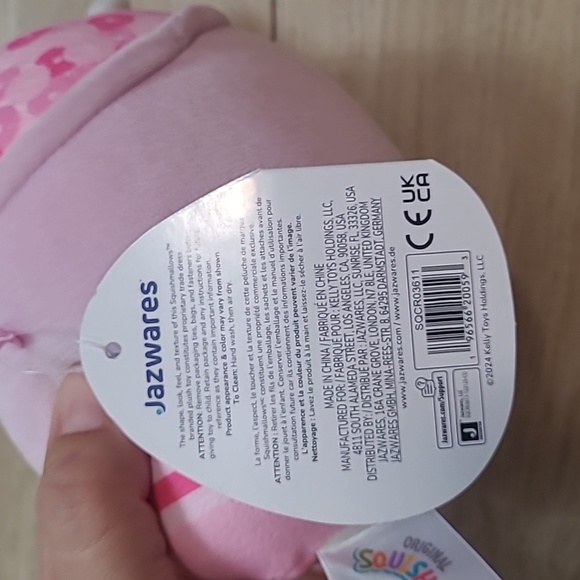 Jazwares
The shape, look, feel, and texture of this Squishmallows™
branded plush toy constitutes proprietary trade dress.
ATTENTION: Remove packaging ties, bags, and fasteners
giving toy to child. Retain package and any instructions for
reference as they contain important information.
Product appearance & color may vary from shown
To Clean: Hand wash, then air dry.
La forme, l'aspect, le toucher et la texture de cette peluche de marque
Squishmallows™ constituent une propriété commerciale exclusive.
ATTENTION : Retirer les fils de l'emballage, les sachets et les attaches avant de
donner le jouet à l'enfant. Conserver l'emballage et le manuel d'utilisation pour
consultation future car ils contiennent des informations importantes.
L'apparence et la couleur du produit peuvent varier de l'image.
Nettoyage : Lavez le produit à la main et laissez-le sécher à l'air libre.
MADE IN CHINA / FABRIQUÉ EN CHINE
MANUFACTURED FOR / FABRIQUÉ POUR : KELLY TOYS HOLDINGS, LLC,
4811 SOUTH ALAMEDA STREET, LOS ANGELES, CA, 90058, USA
DISTRIBUTED BY / DISTRIBUÉ PAR : JAZWARES, LLC, SUNRISE, FL, 33326, USA
JAZWARES, 16A CRANE GROVE, LONDON N7 8LE, UNITED KINGDOM
JAZWARES GMBH, MINA-REES-STR. 8, 64295 DARMSTADT, GERMANY
www.jazwares.com / www.jazwares.de
CE UK CA
SOCR03611
1 96566 20059 3
Jazwares.com/Support
©2024 Kelly Toys Holdings, LLC
ORIGINAL